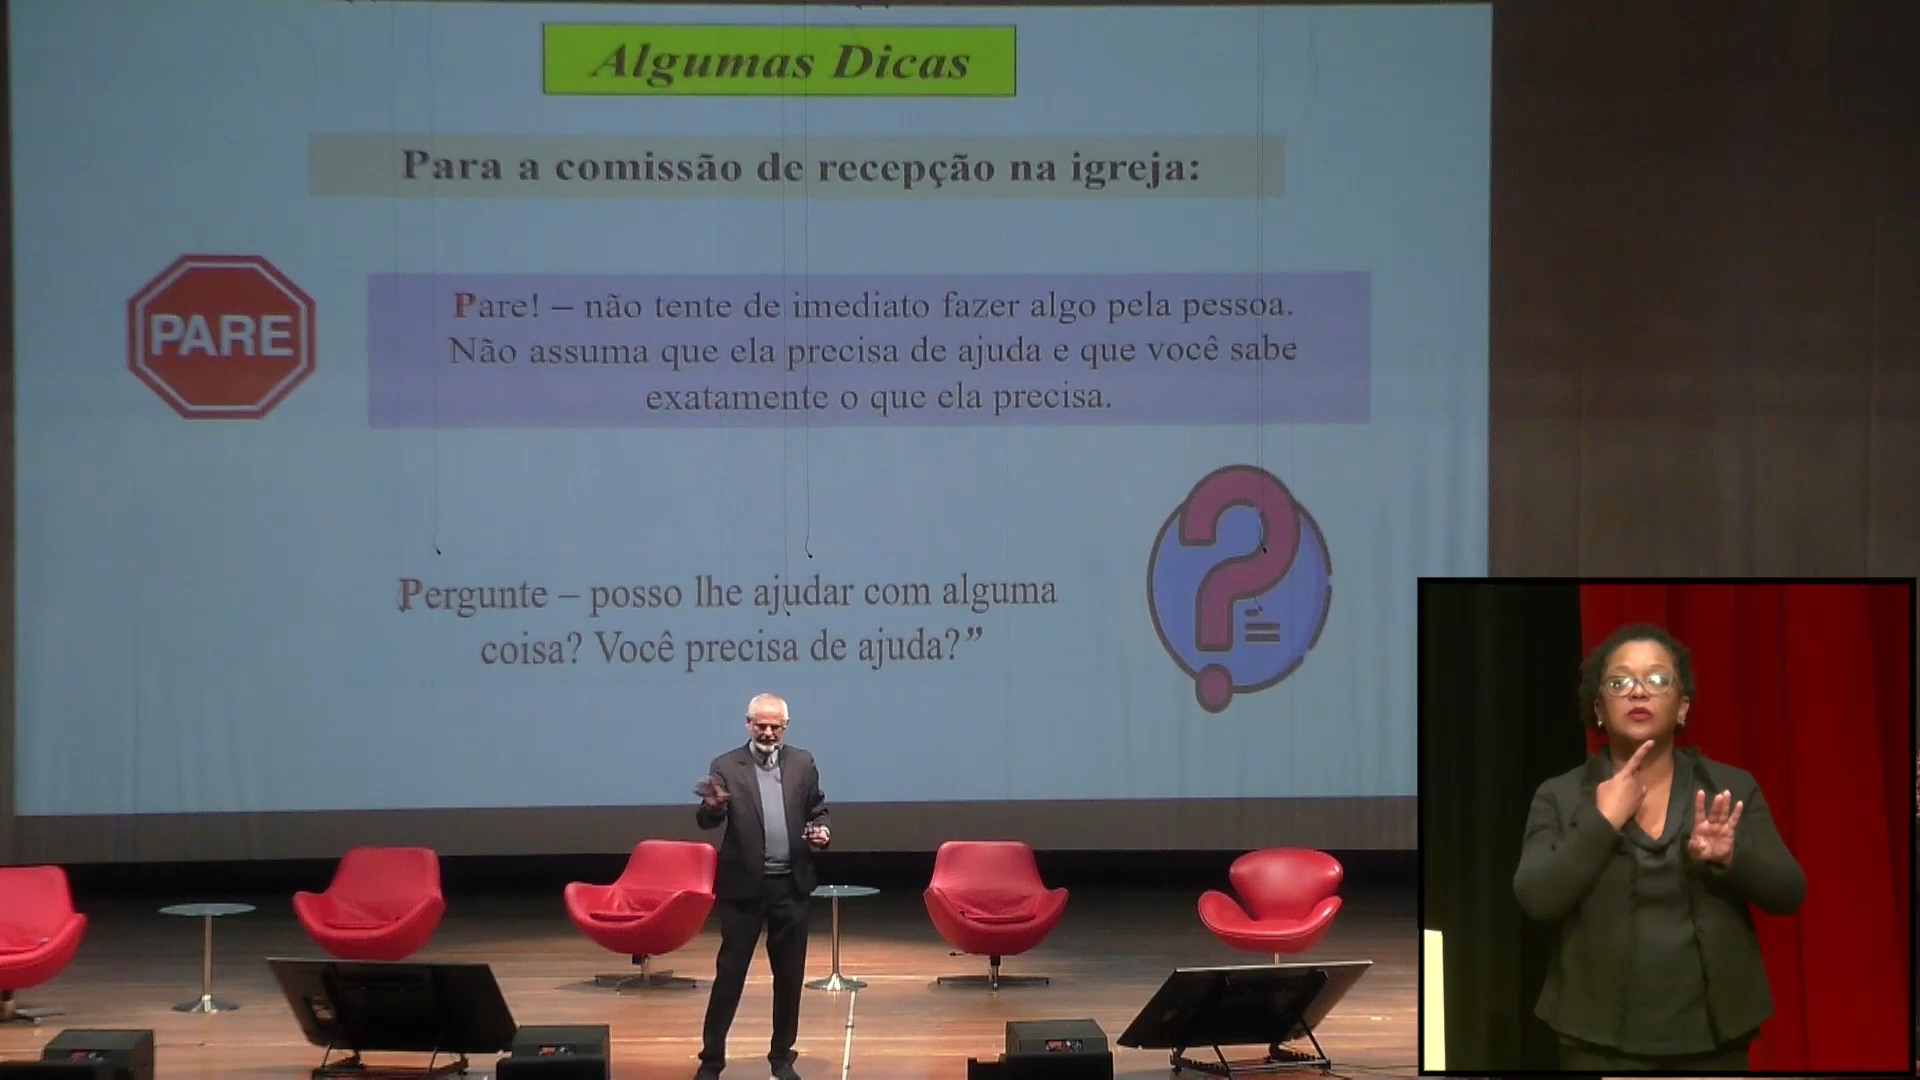 Algumas Dicas
Para a comissão de recepção na igreja:
PARE
Pare! – não tente de imediato fazer algo pela pessoa.
Não assuma que ela precisa de ajuda e que você sabe
exatamente o que ela precisa.
Pergunte – posso lhe ajudar com alguma
coisa? Você precisa de ajuda?”